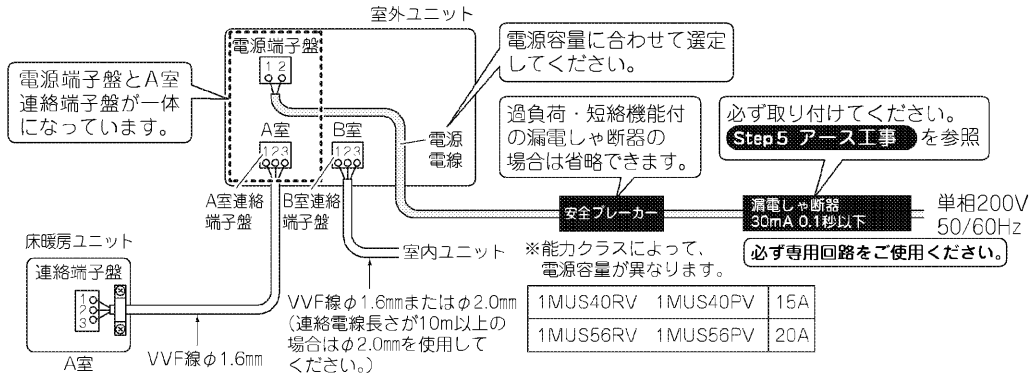 室外ユニット
電源端子盤
1 2
電源端子盤とA室
連絡端子盤が一体
になっています。
A室
B室
1 2 3
1 2 3
A室連絡
端子盤
B室連絡
端子盤
電源
電線
電源容量に合わせて選定
してください。
過負荷・短絡機能付
の漏電しゃ断器の
場合は省略できます。
必ず取り付けてください。
Step5 アース工事 を参照
安全ブレーカー
漏電しゃ断器
30mA 0.1秒以下
単相200V
50/60Hz
必ず専用回路をご使用ください。
床暖房ユニット
連絡端子盤
1
2
3
A室
VVF線φ1.6mm
室内ユニット
VVF線φ1.6mmまたはφ2.0mm
(連絡電線長さが10m以上の
場合はφ2.0mmを使用して
ください。)
※能力クラスによって、
電源容量が異なります。
1MUS40RV 1MUS40PV 15A
1MUS56RV 1MUS56PV 20A